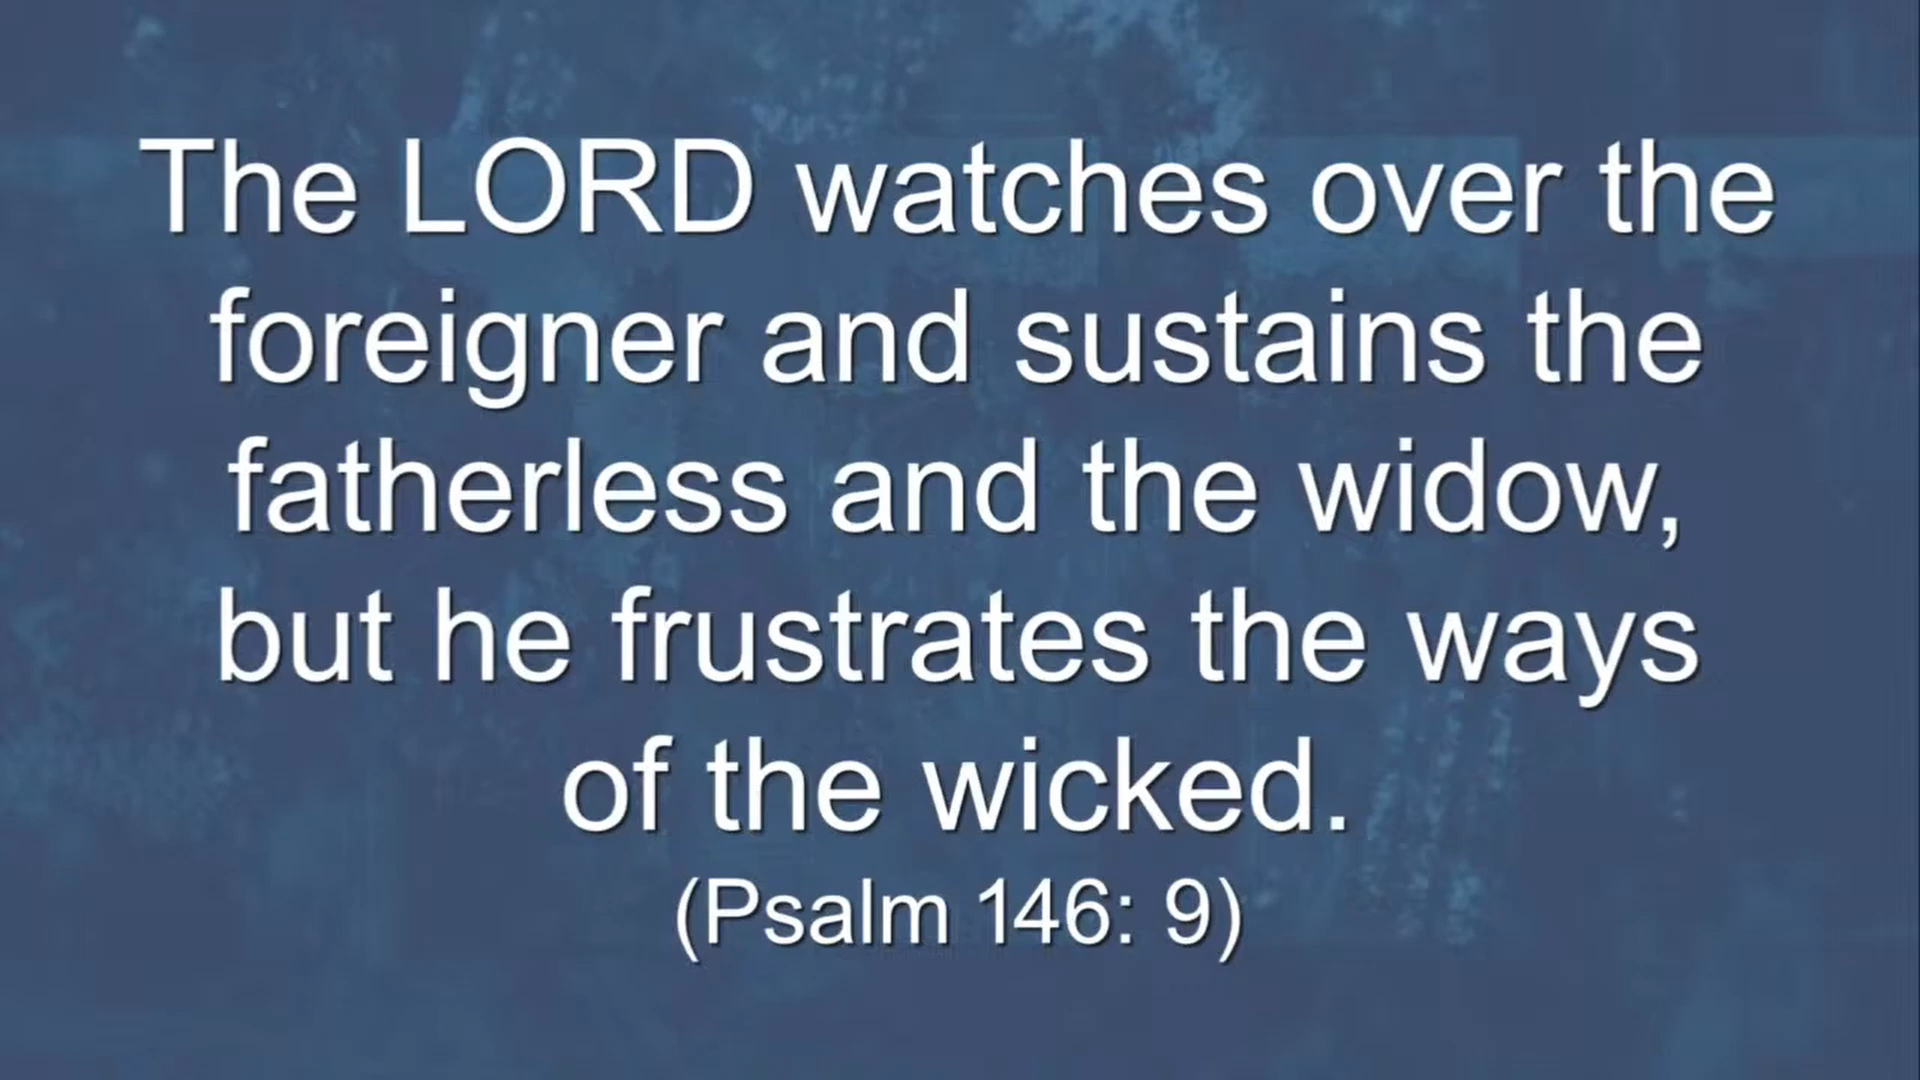 The LORD watches over the
foreigner and sustains the
fatherless and the widow,
but he frustrates the ways
of the wicked.
(Psalm 146: 9)